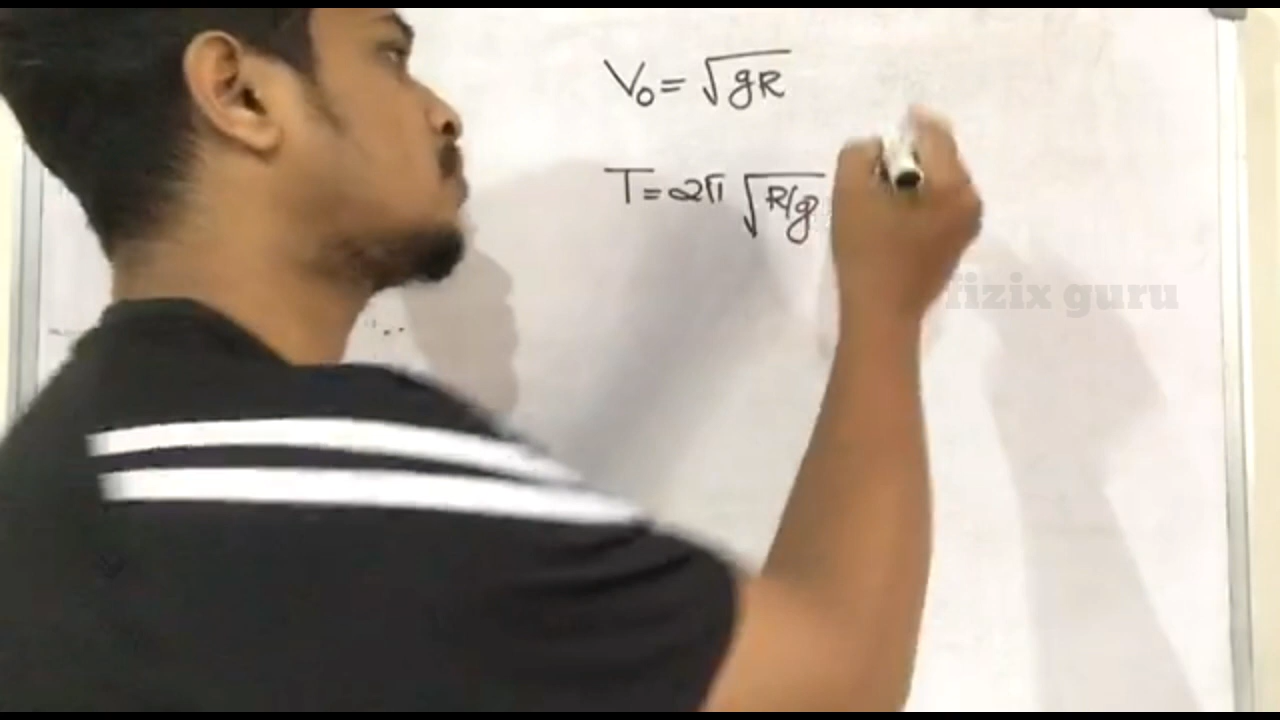 V₀ = √gR
T = 2π √R/g
fizix guru